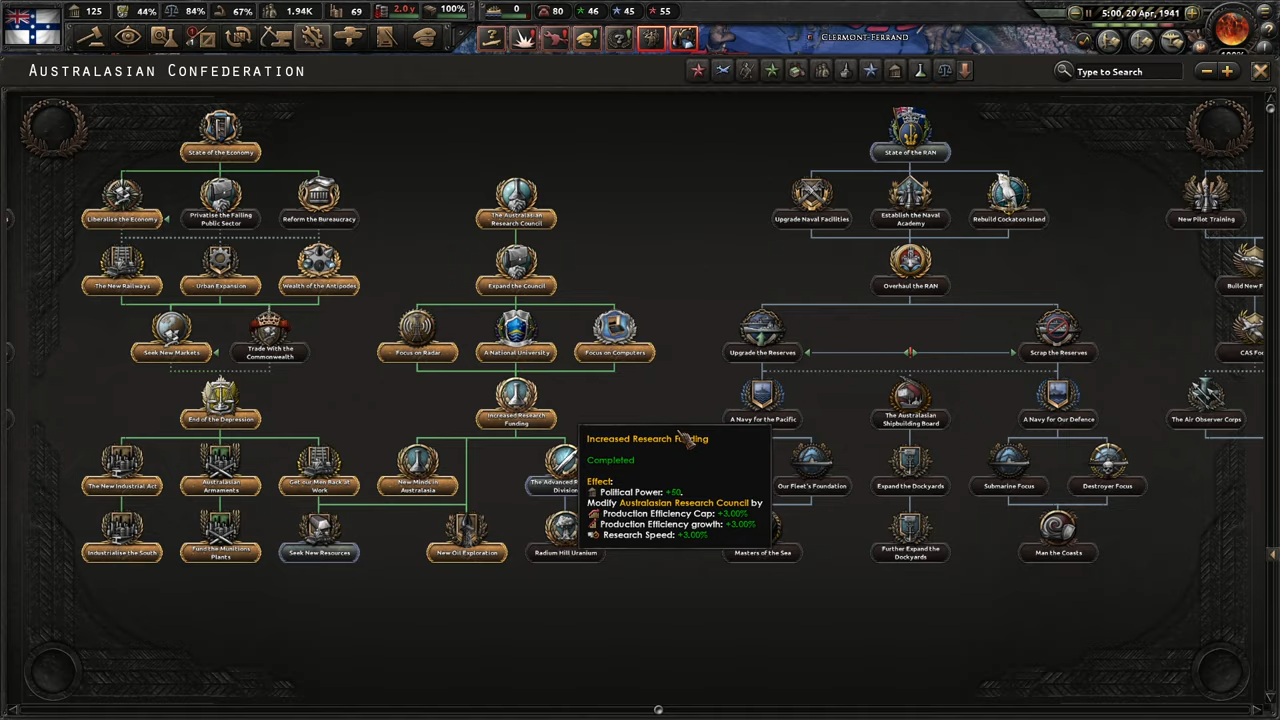 125 44% 84% 67% 1.94K 69 2.0 y 100% 0 80 46 45 55 5:00, 20 Apr, 1941
Clermont-Ferrand
100%
Australasian Confederation
Type to Search
State of the Economy
State of the RAN
Liberalise the Economy
Privatise the Failing Public Sector
Reform the Bureaucracy
The Australasian Research Council
Upgrade Naval Facilities
Establish the Naval Academy
Rebuild Cockatoo Island
New Pilot Training
The New Railways
Urban Expansion
Wealth of the Antipodes
Expand the Council
Overhaul the RAN
Build New F
Seek New Markets
Trade With the Commonwealth
Focus on Radar
A National University
Focus on Computers
Upgrade the Reserves
Scrap the Reserves
CAS Foc
End of the Depression
Increased Research Funding
A Navy for the Pacific
The Australasian Shipbuilding Board
A Navy for Our Defence
The Air Observer Corps
Increased Research Funding
Completed
Effect:
Political Power: +50.
Modify Australasian Research Council by
Production Efficiency Cap: +3.00%
Production Efficiency growth: +3.00%
Research Speed: +3.00%
The New Industrial Act
Australasian Armaments
Get our Men Back at Work
New Minds in Australasia
The Advanced R
Division
Our Fleet's Foundation
Expand the Dockyards
Submarine Focus
Destroyer Focus
Industrialise the South
Fund the Munitions Plants
Seek New Resources
New Oil Exploration
Radium Hill Uranium
Masters of the Sea
Further Expand the Dockyards
Man the Coasts